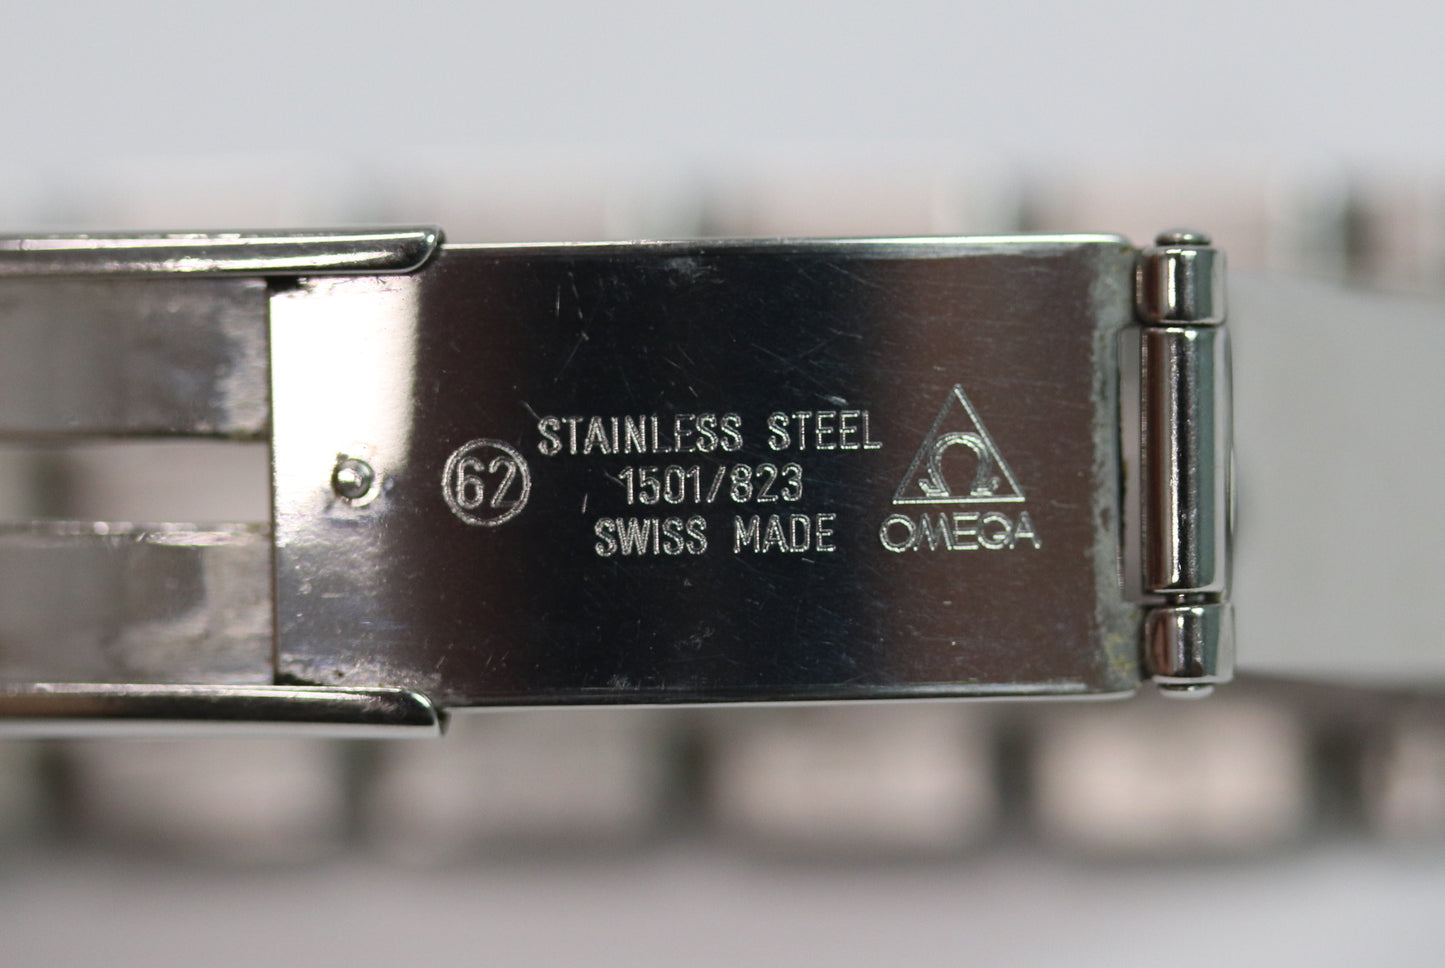 62
STAINLESS STEEL
1501/823
SWISS MADE
Ω
OMEGA